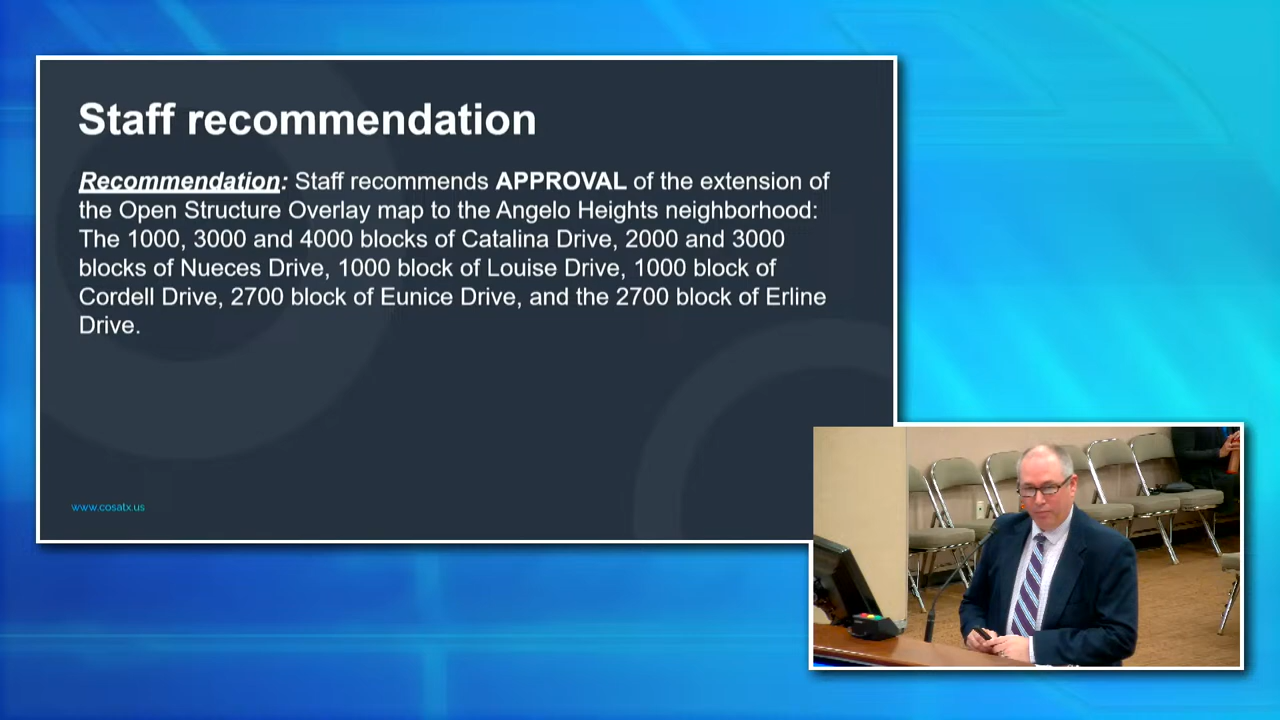 Staff recommendation
Recommendation: Staff recommends APPROVAL of the extension of
the Open Structure Overlay map to the Angelo Heights neighborhood:
The 1000, 3000 and 4000 blocks of Catalina Drive, 2000 and 3000
blocks of Nueces Drive, 1000 block of Louise Drive, 1000 block of
Cordell Drive, 2700 block of Eunice Drive, and the 2700 block of Erline
Drive.
www.cosatx.us